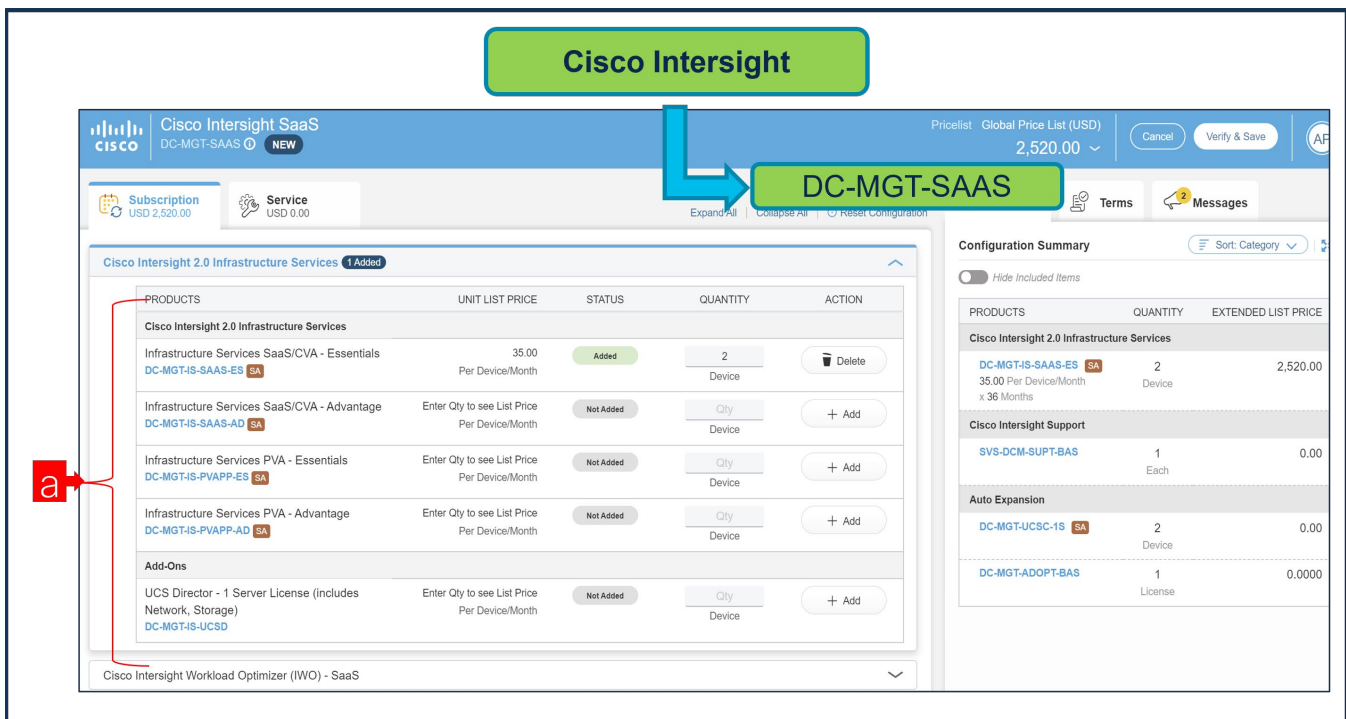 Cisco Intersight
Cisco Intersight SaaS
CISCO
DC-MGT-SAAS NEW
Pricelist Global Price List (USD)
2,520.00
Cancel
Verify & Save
AP
DC-MGT-SAAS
Subscription
USD 2,520.00
Service
USD 0.00
Expand All | Collapse All | Reset Configuration
Terms
2
Messages
Cisco Intersight 2.0 Infrastructure Services 1 Added
PRODUCTS UNIT LIST PRICE STATUS QUANTITY ACTION
Cisco Intersight 2.0 Infrastructure Services
Infrastructure Services SaaS/CVA - Essentials 35.00 Added 2 Delete
DC-MGT-IS-SAAS-ES SA Per Device/Month Device
Infrastructure Services SaaS/CVA - Advantage Enter Qty to see List Price Not Added Qty + Add
DC-MGT-IS-SAAS-AD SA Per Device/Month Device
Infrastructure Services PVA - Essentials Enter Qty to see List Price Not Added Qty + Add
DC-MGT-IS-PVAPP-ES SA Per Device/Month Device
Infrastructure Services PVA - Advantage Enter Qty to see List Price Not Added Qty + Add
DC-MGT-IS-PVAPP-AD SA Per Device/Month Device
Add-Ons
UCS Director - 1 Server License (includes Enter Qty to see List Price Not Added Qty + Add
Network, Storage) Per Device/Month Device
DC-MGT-IS-UCSD
Cisco Intersight Workload Optimizer (IWO) - SaaS
a
Configuration Summary
Sort: Category
Hide Included Items
PRODUCTS QUANTITY EXTENDED LIST PRICE
Cisco Intersight 2.0 Infrastructure Services
DC-MGT-IS-SAAS-ES SA 2 2,520.00
35.00 Per Device/Month Device
x 36 Months
Cisco Intersight Support
SVS-DCM-SUPT-BAS 1 0.00
Each
Auto Expansion
DC-MGT-UCSC-1S SA 2 0.00
Device
DC-MGT-ADOPT-BAS 1 0.0000
License